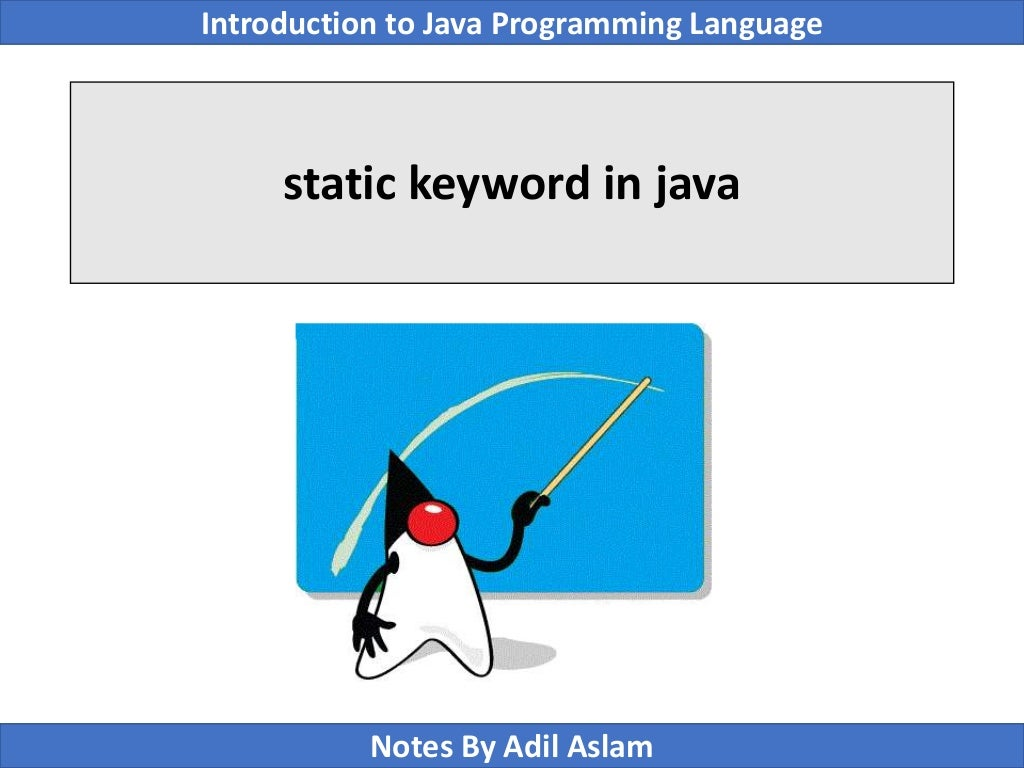 Introduction to Java Programming Language
static keyword in java
Notes By Adil Aslam